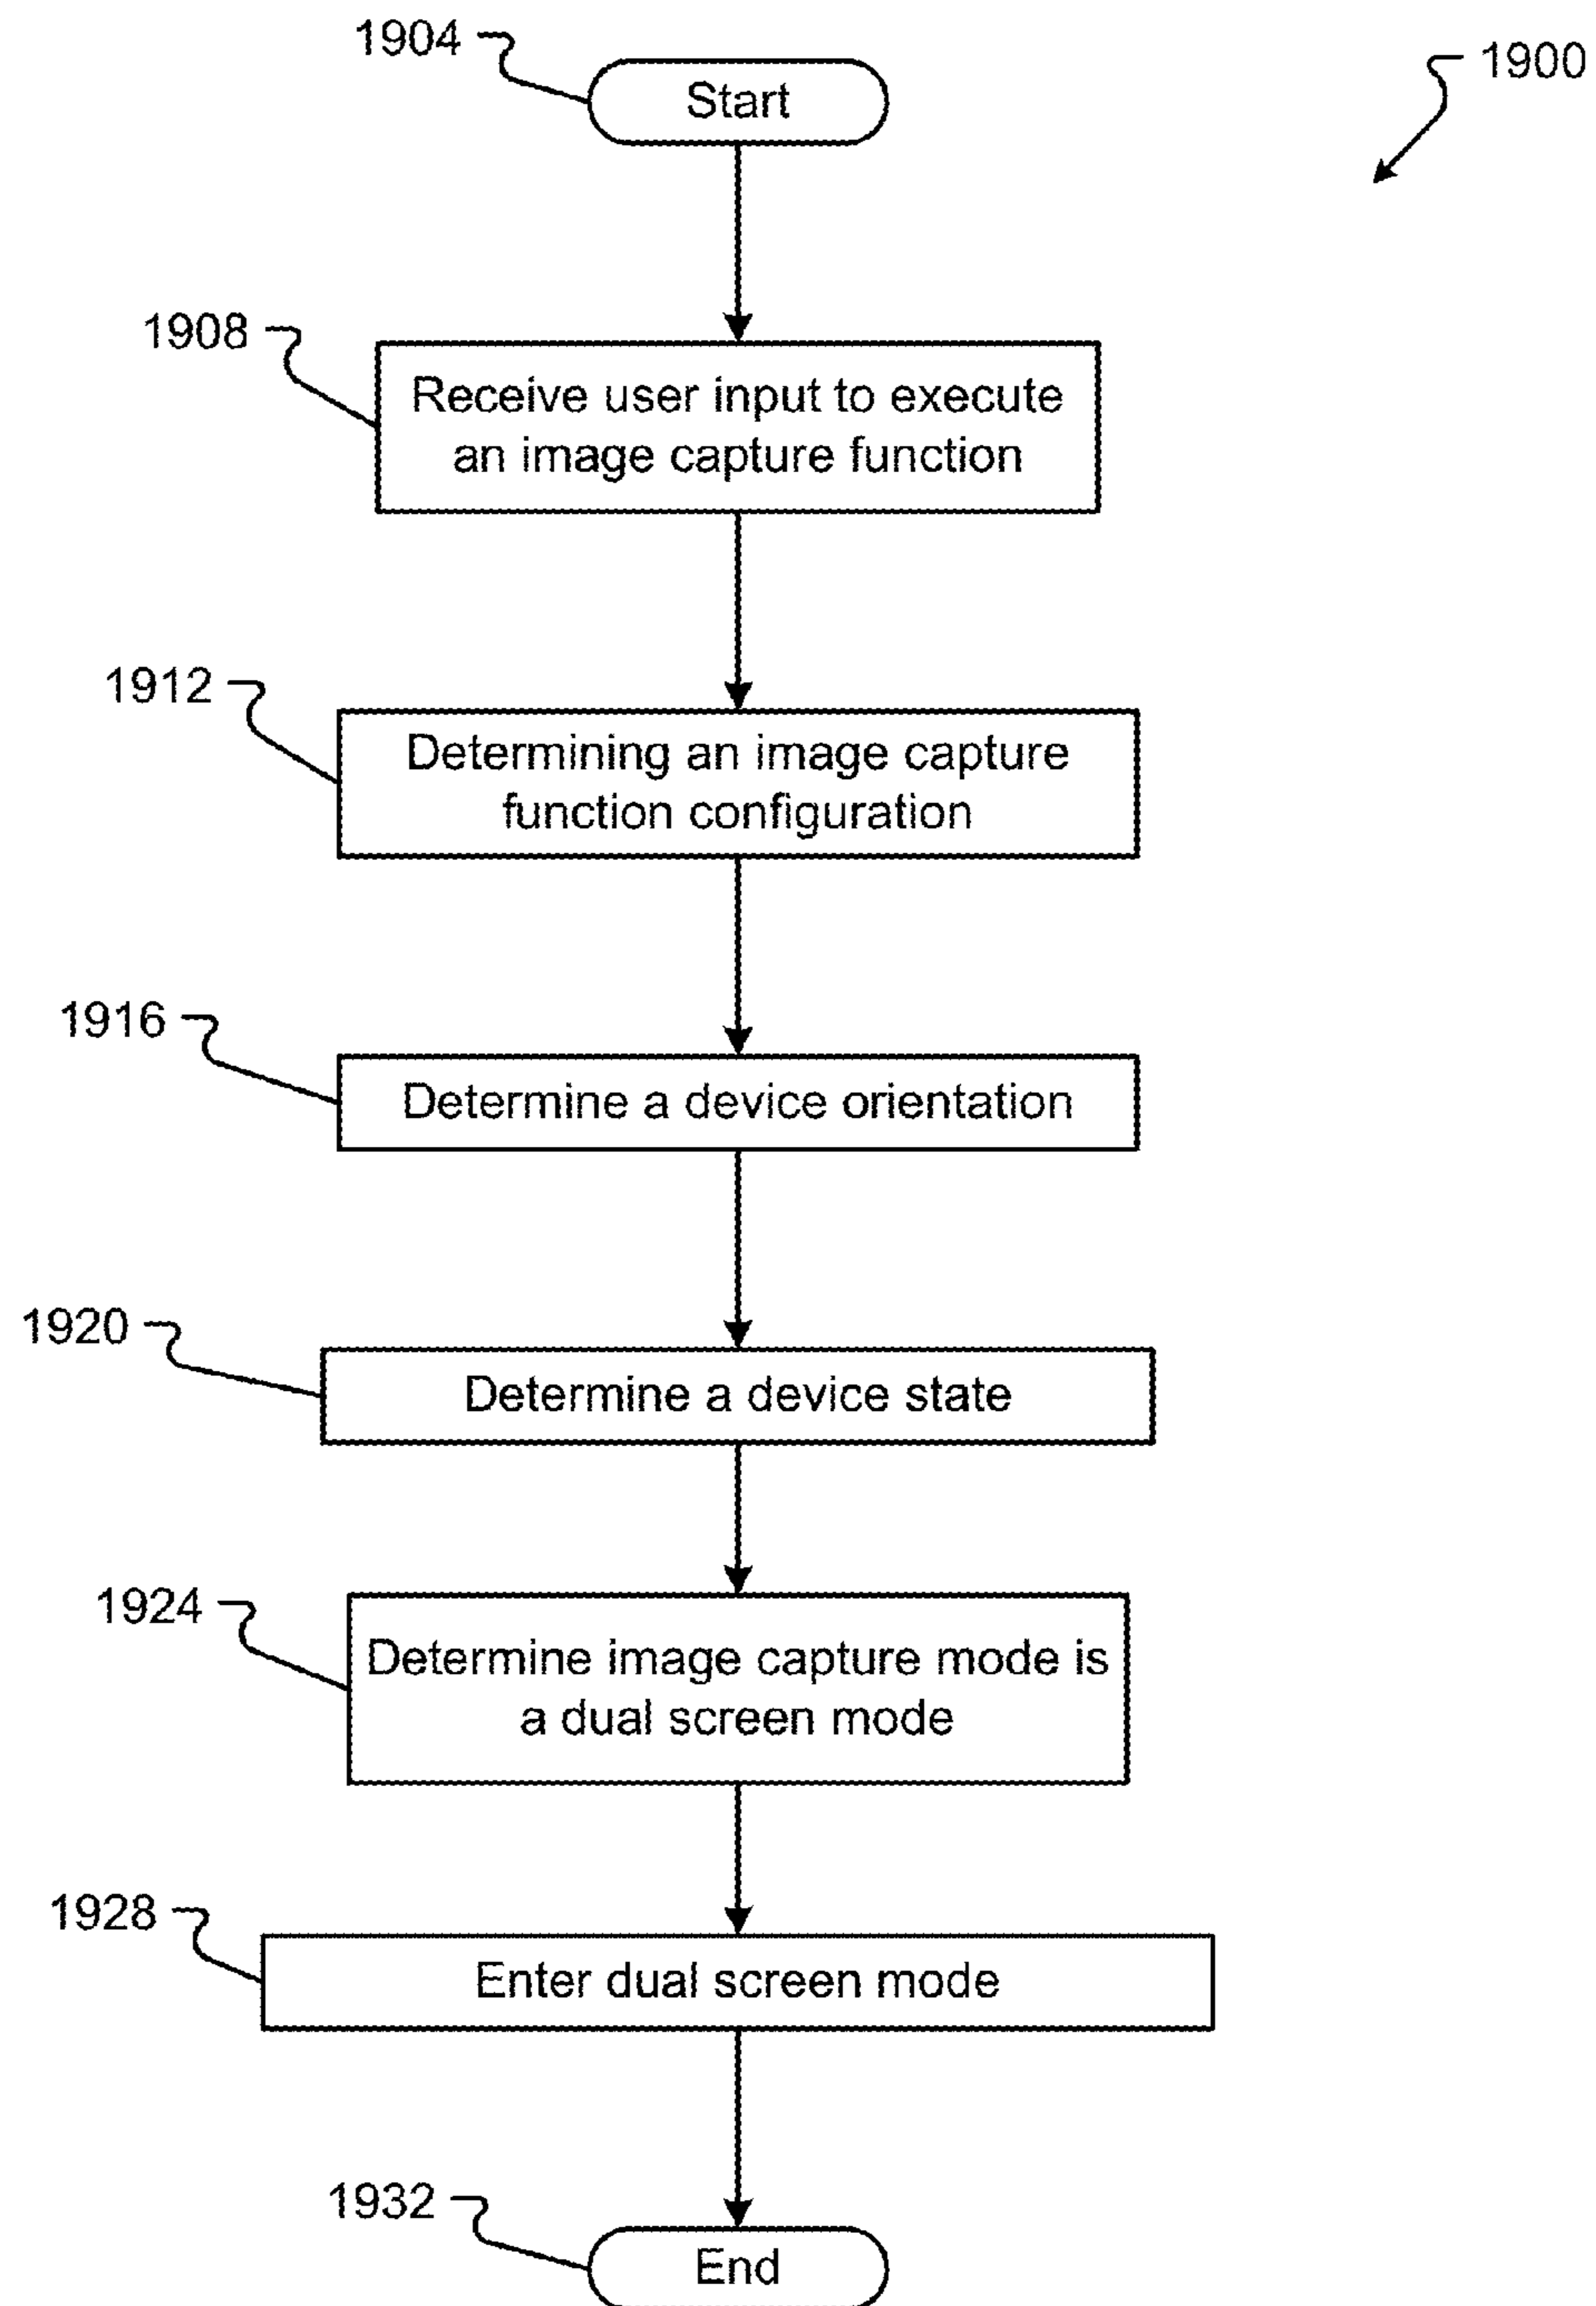 1904
Start
1900
1908
Receive user input to execute
an image capture function
1912
Determining an image capture
function configuration
1916
Determine a device orientation
1920
Determine a device state
1924
Determine image capture mode is
a dual screen mode
1928
Enter dual screen mode
1932
End